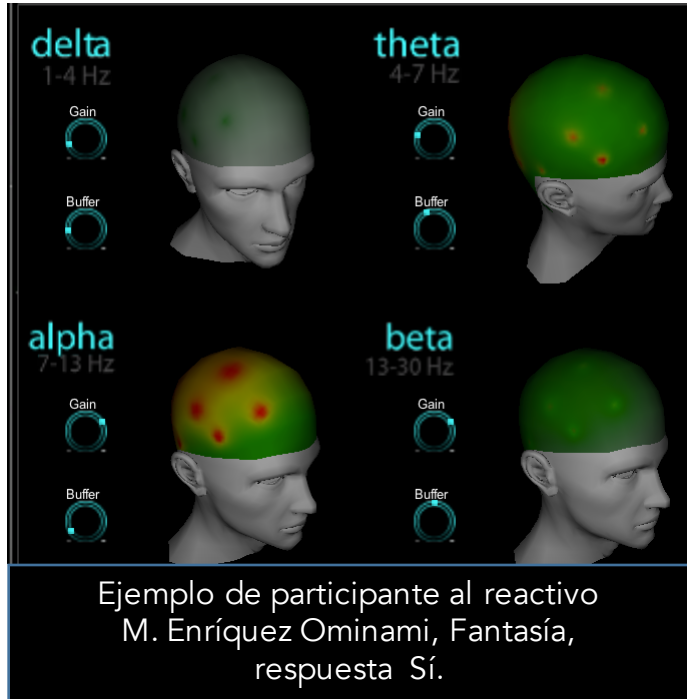 delta
1-4 Hz
Gain
Buffer
theta
4-7 Hz
Gain
Buffer
alpha
7-13 Hz
Gain
Buffer
beta
13-30 Hz
Gain
Buffer
Ejemplo de participante al reactivo
M. Enríquez Ominami, Fantasía,
respuesta Sí.